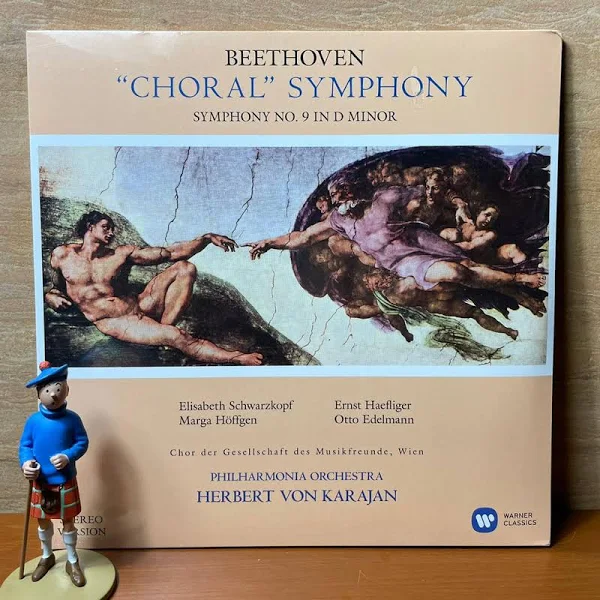 BEETHOVEN
“CHORAL” SYMPHONY
SYMPHONY NO. 9 IN D MINOR
Elisabeth Schwarzkopf Ernst Haefliger
Marga Höffgen Otto Edelmann
Chor der Gesellschaft des Musikfreunde, Wien
PHILHARMONIA ORCHESTRA
HERBERT VON KARAJAN
WARNER
CLASSICS